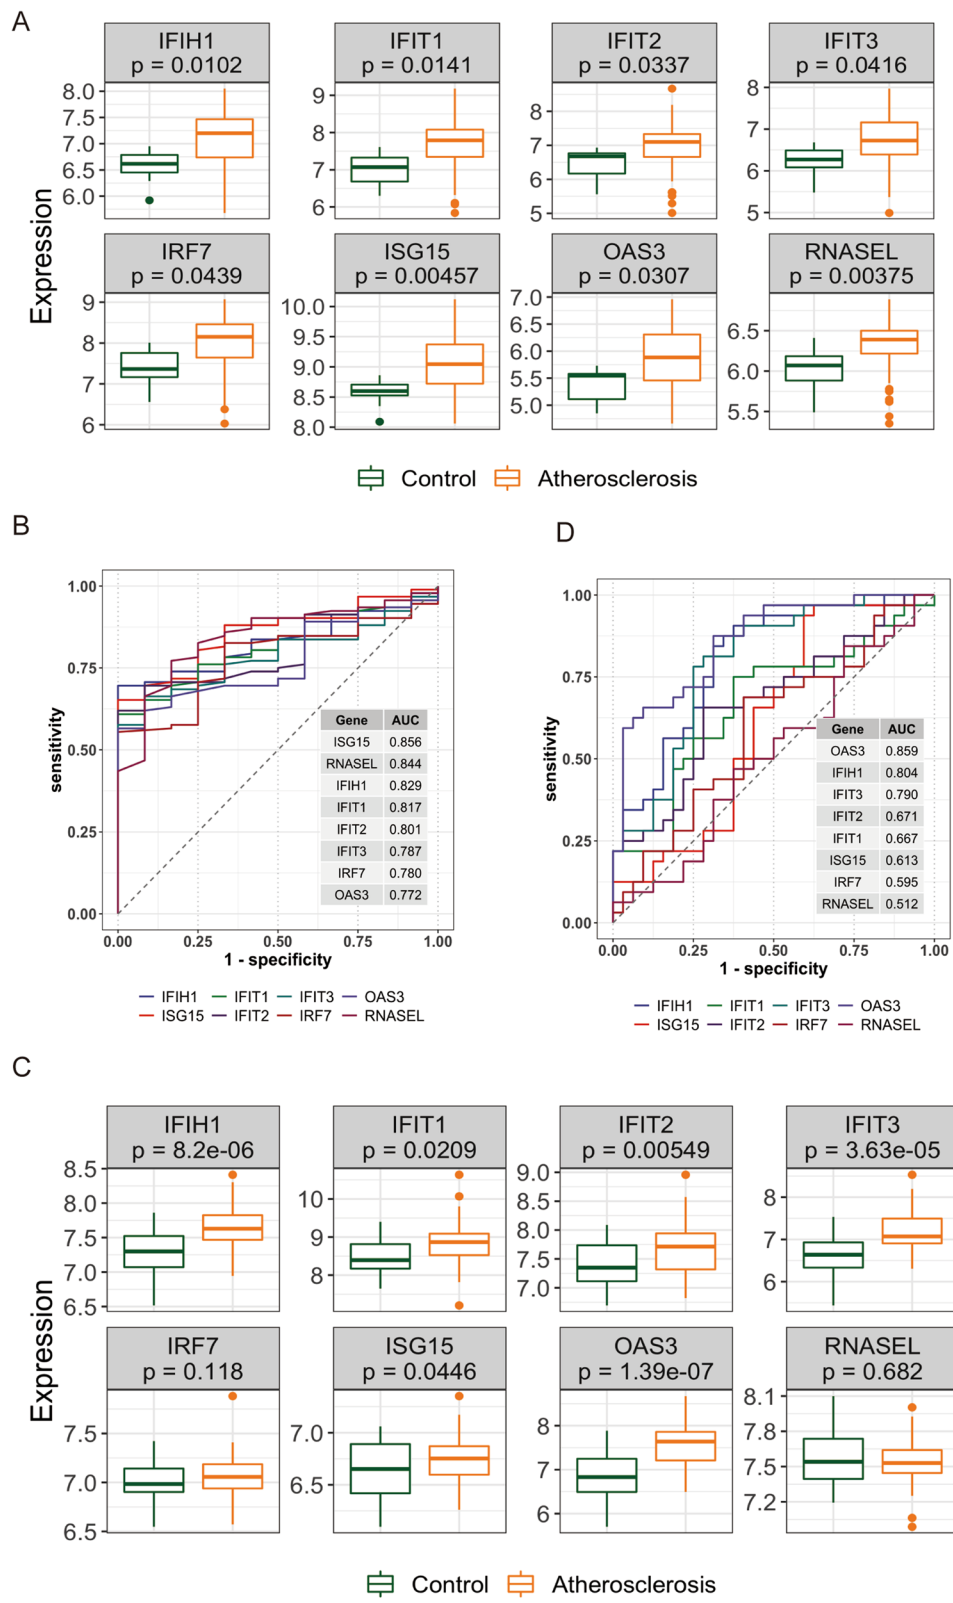 A
IFIH1
p = 0.0102
IFIT1
p = 0.0141
IFIT2
p = 0.0337
IFIT3
p = 0.0416
8.0
7.5
7.0
6.5
6.0
9
8
7
6
8
7
6
5
8
7
6
5
Expression
IRF7
p = 0.0439
ISG15
p = 0.00457
OAS3
p = 0.0307
RNASEL
p = 0.00375
9
8
7
6
10.0
9.5
9.0
8.5
8.0
7.0
6.5
6.0
5.5
5.0
6.5
6.0
5.5
Control Atherosclerosis
B
1.00
0.75
0.50
0.25
0.00
sensitivity
Gene AUC
ISG15 0.856
RNASEL 0.844
IFIH1 0.829
IFIT1 0.817
IFIT2 0.801
IFIT3 0.787
IRF7 0.780
OAS3 0.772
0.00 0.25 0.50 0.75 1.00
1 - specificity
IFIH1 IFIT1 IFIT3 OAS3
ISG15 IFIT2 IRF7 RNASEL
D
1.00
0.75
0.50
0.25
0.00
sensitivity
Gene AUC
OAS3 0.859
IFIH1 0.804
IFIT3 0.790
IFIT2 0.671
IFIT1 0.667
ISG15 0.613
IRF7 0.595
RNASEL 0.512
0.00 0.25 0.50 0.75 1.00
1 - specificity
IFIH1 IFIT1 IFIT3 OAS3
ISG15 IFIT2 IRF7 RNASEL
C
IFIH1
p = 8.2e-06
IFIT1
p = 0.0209
IFIT2
p = 0.00549
IFIT3
p = 3.63e-05
8.5
8.0
7.5
7.0
6.5
10
9
8
9.0
8.5
8.0
7.5
7.0
8
7
6
Expression
IRF7
p = 0.118
ISG15
p = 0.0446
OAS3
p = 1.39e-07
RNASEL
p = 0.682
7.5
7.0
6.5
7.0
6.5
8
7
6
8.1
7.8
7.5
7.2
Control Atherosclerosis